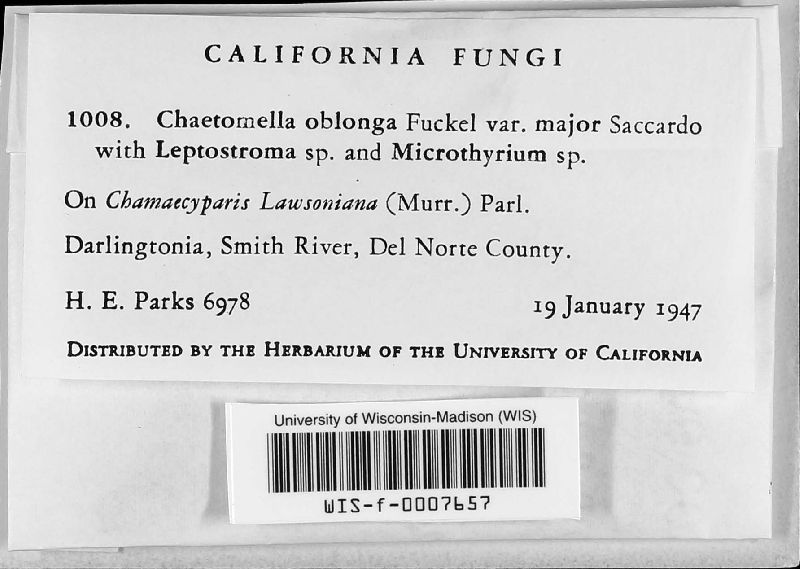 CALIFORNIA FUNGI
1008. Chaetomella oblonga Fuckel var. major Saccardo
with Leptostroma sp. and Microthyrium sp.
On Chamaecyparis Lawsoniana (Murr.) Parl.
Darlingtonia, Smith River, Del Norte County.
H. E. Parks 6978 19 January 1947
DISTRIBUTED BY THE HERBARIUM OF THE UNIVERSITY OF CALIFORNIA
University of Wisconsin-Madison (WIS)
WIS-f-0007657